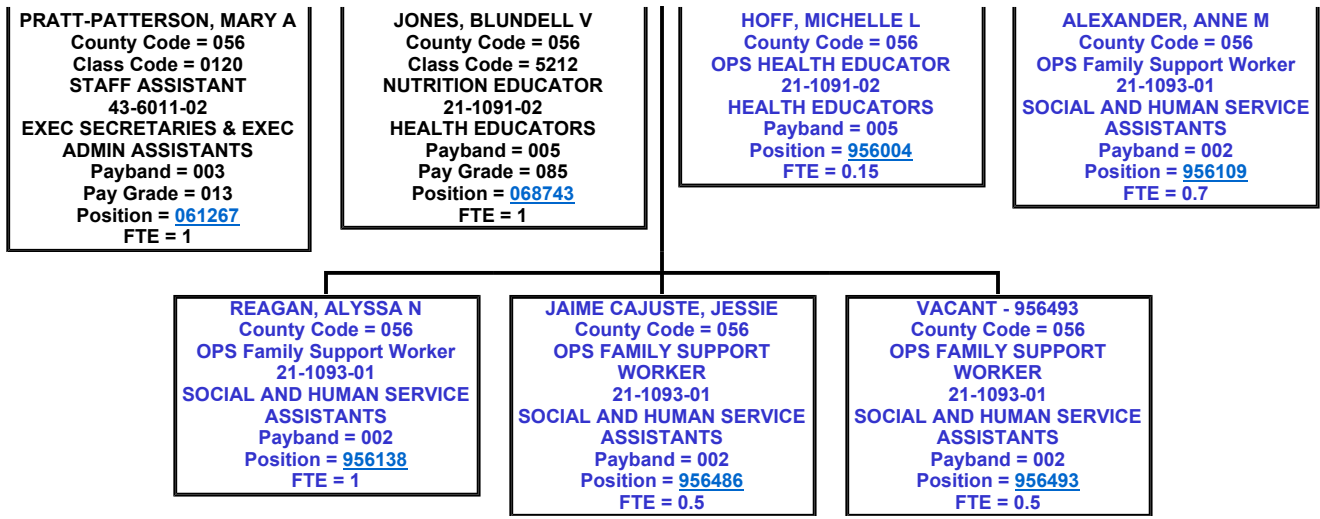 PRATT-PATTERSON, MARY A
County Code = 056
Class Code = 0120
STAFF ASSISTANT
43-6011-02
EXEC SECRETARIES & EXEC
ADMIN ASSISTANTS
Payband = 003
Pay Grade = 013
Position = 061267
FTE = 1
JONES, BLUNDELL V
County Code = 056
Class Code = 5212
NUTRITION EDUCATOR
21-1091-02
HEALTH EDUCATORS
Payband = 005
Pay Grade = 085
Position = 068743
FTE = 1
HOFF, MICHELLE L
County Code = 056
OPS HEALTH EDUCATOR
21-1091-02
HEALTH EDUCATORS
Payband = 005
Position = 956004
FTE = 0.15
ALEXANDER, ANNE M
County Code = 056
OPS Family Support Worker
21-1093-01
SOCIAL AND HUMAN SERVICE
ASSISTANTS
Payband = 002
Position = 956109
FTE = 0.7
REAGAN, ALYSSA N
County Code = 056
OPS Family Support Worker
21-1093-01
SOCIAL AND HUMAN SERVICE
ASSISTANTS
Payband = 002
Position = 956138
FTE = 1
JAIME CAJUSTE, JESSIE
County Code = 056
OPS FAMILY SUPPORT
WORKER
21-1093-01
SOCIAL AND HUMAN SERVICE
ASSISTANTS
Payband = 002
Position = 956486
FTE = 0.5
VACANT - 956493
County Code = 056
OPS FAMILY SUPPORT
WORKER
21-1093-01
SOCIAL AND HUMAN SERVICE
ASSISTANTS
Payband = 002
Position = 956493
FTE = 0.5